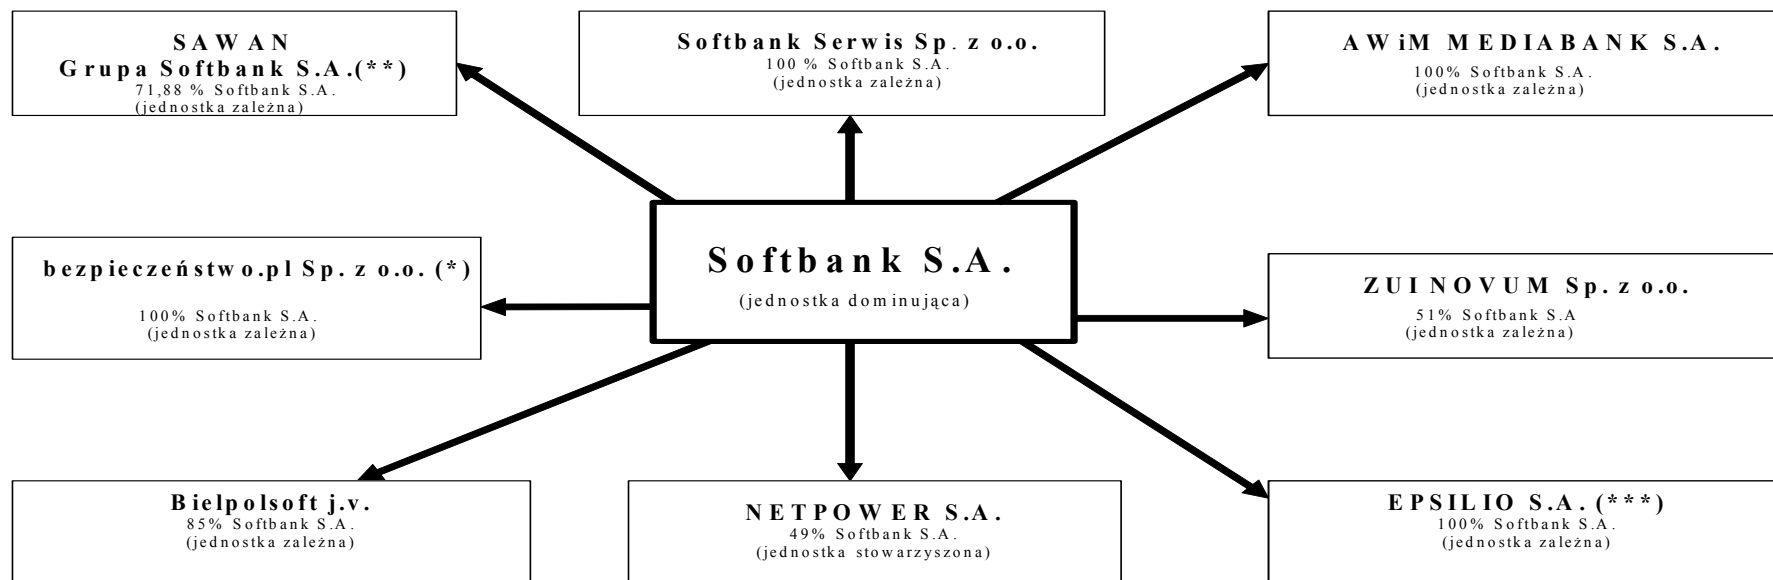 SAWAN
Grupa Softbank S.A.(**)
71,88 % Softbank S.A.
(jednostka zależna)
Softbank Serwis Sp. z o.o.
100 % Softbank S.A.
(jednostka zależna)
AWiM MEDIABANK S.A.
100% Softbank S.A.
(jednostka zależna)
bezpieczeństwo.pl Sp. z o.o. (*)
100% Softbank S.A.
(jednostka zależna)
Softbank S.A.
(jednostka dominująca)
ZUI NOVUM Sp. z o.o.
51% Softbank S.A
(jednostka zależna)
Bielpolsoft j.v.
85% Softbank S.A.
(jednostka zależna)
NETPOWER S.A.
49% Softbank S.A.
(jednostka stowarzyszona)
EPSILIO S.A. (***)
100% Softbank S.A.
(jednostka zależna)